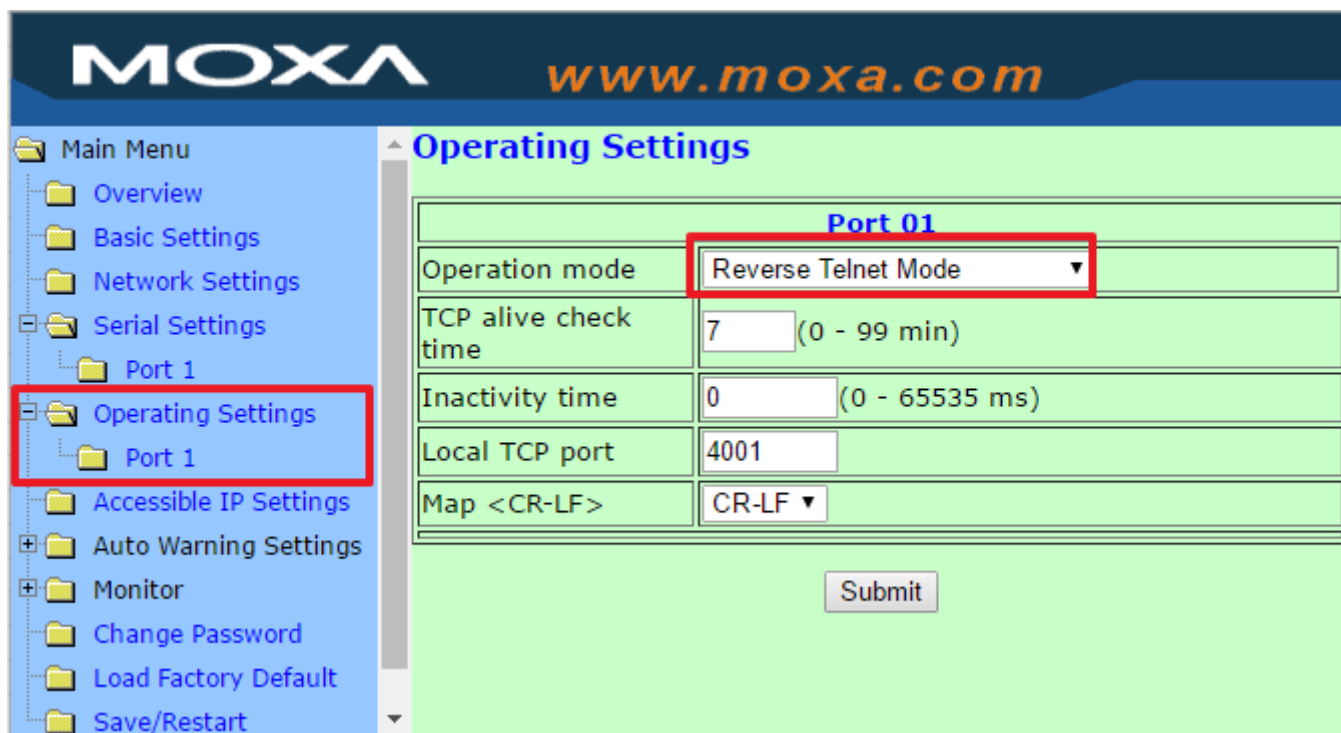 MOXA www.moxa.com
Main Menu
Overview
Basic Settings
Network Settings
Serial Settings
Port 1
Operating Settings
Port 1
Accessible IP Settings
Auto Warning Settings
Monitor
Change Password
Load Factory Default
Save/Restart
Operating Settings
Port 01
Operation mode Reverse Telnet Mode
TCP alive check
time 7 (0 - 99 min)
Inactivity time 0 (0 - 65535 ms)
Local TCP port 4001
Map <CR-LF> CR-LF
Submit